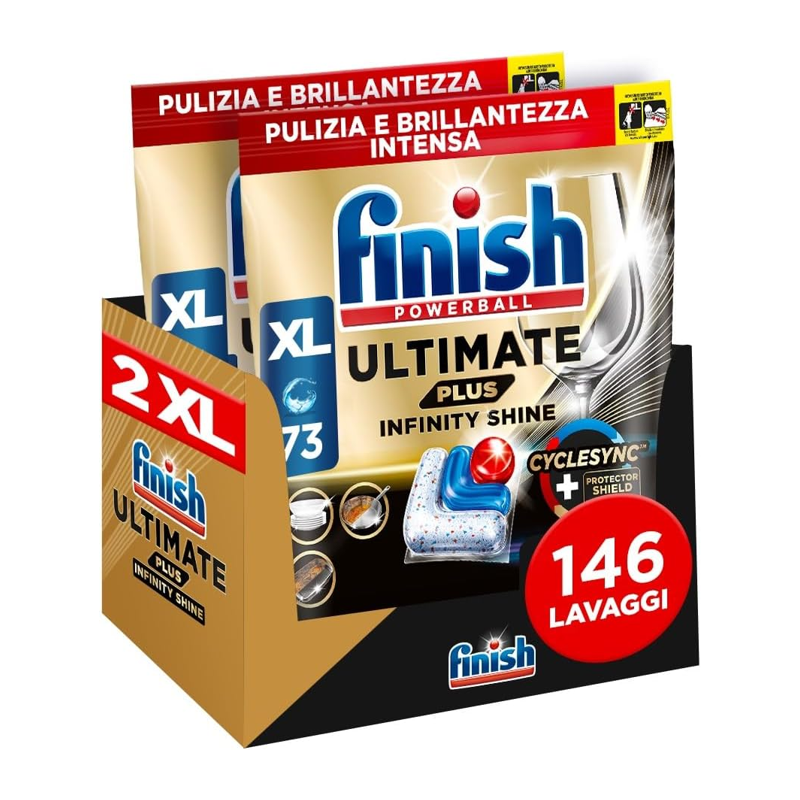 PULIZIA E BRILLANTEZZA
PULIZIA E BRILLANTEZZA
INTENSA
finish
POWERBALL
XL
XL
ULTIMATE
PLUS
INFINITY SHINE
73
CYCLESYNC™
+ PROTECTOR
SHIELD
2 XL
finish
ULTIMATE
PLUS
INFINITY SHINE
146
LAVAGGI
finish